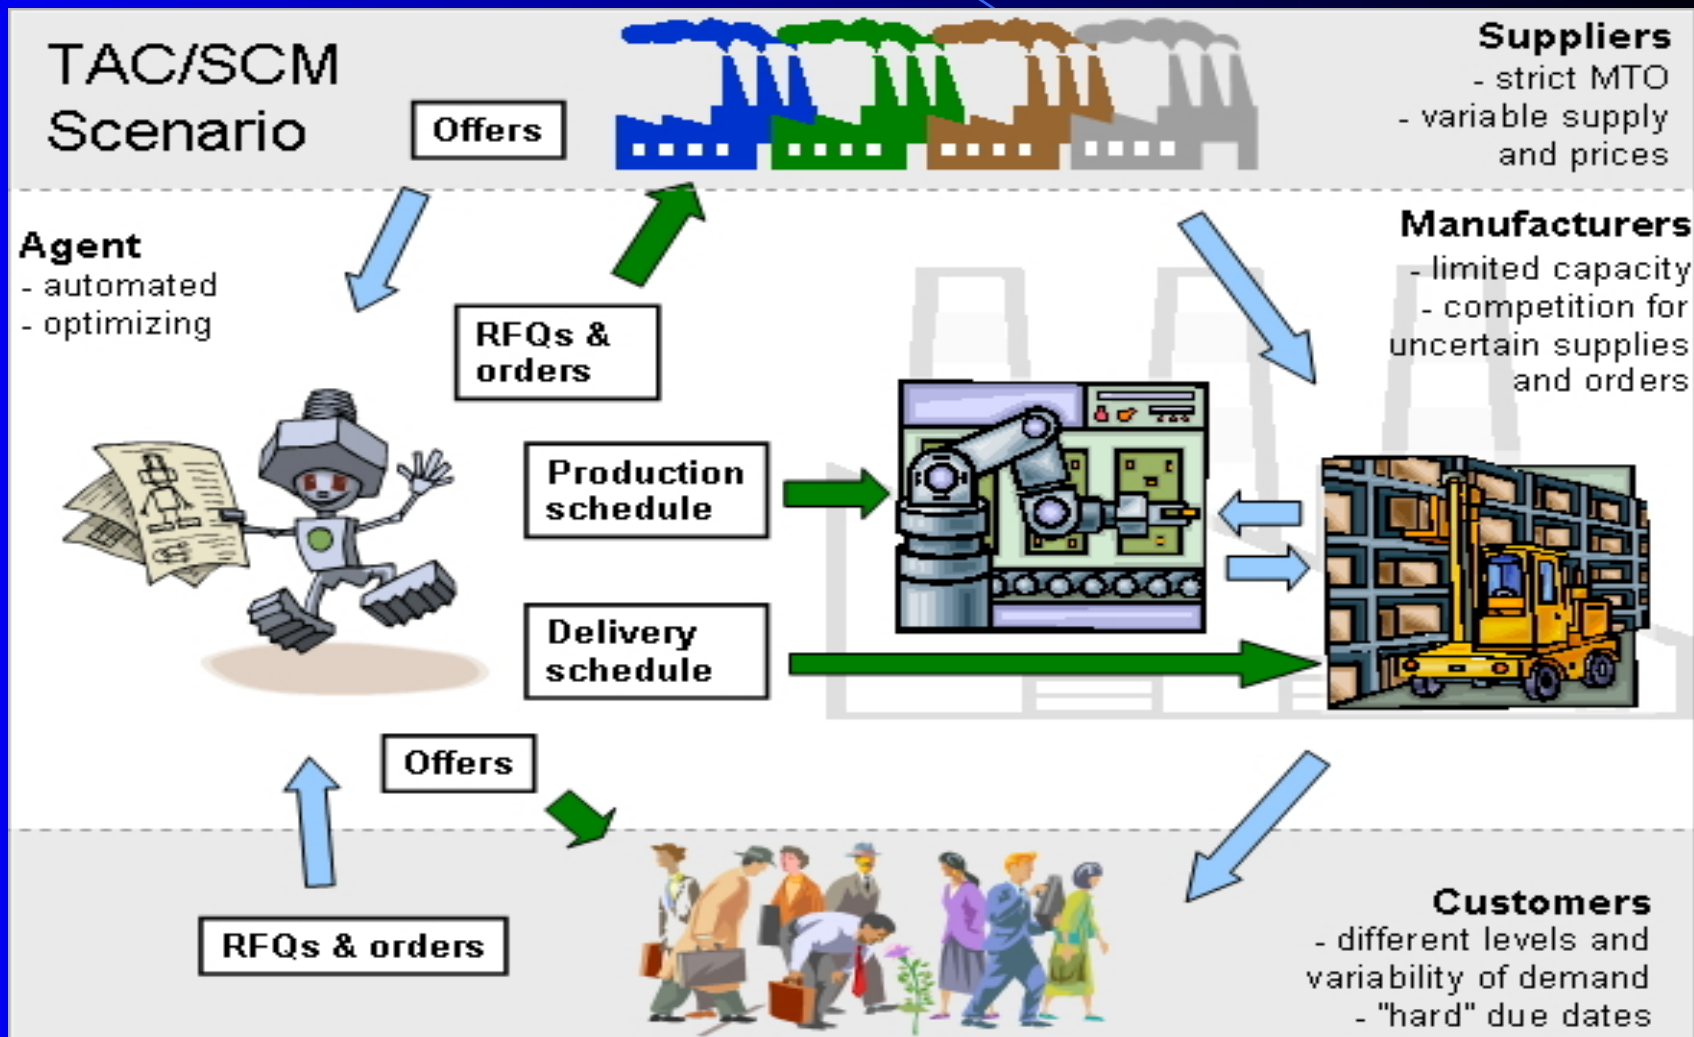 TAC/SCM
Scenario
Offers
Suppliers
- strict MTO
- variable supply
and prices
Agent
- automated
- optimizing
RFQs &
orders
Manufacturers
- limited capacity
- competition for
uncertain supplies
and orders
Production
schedule
Delivery
schedule
Offers
RFQs & orders
Customers
- different levels and
variability of demand
- "hard" due dates